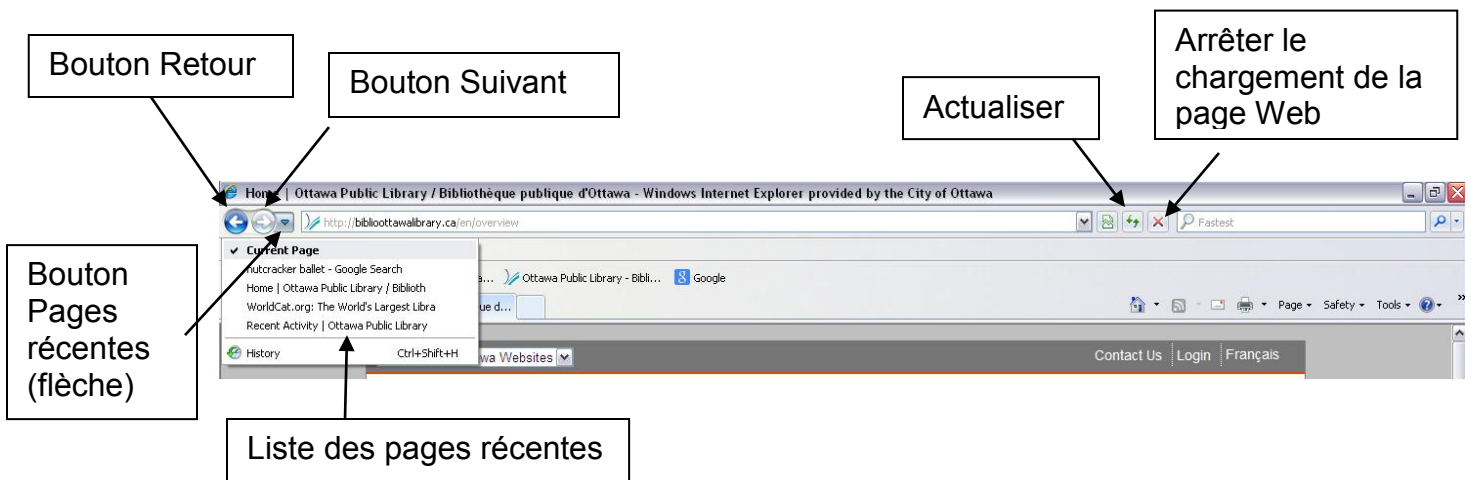 Bouton Retour
Bouton Suivant
Actualiser
Arrêter le
chargement de la
page Web
Home | Ottawa Public Library / Bibliothèque publique d'Ottawa - Windows Internet Explorer provided by the City of Ottawa
http://biblioottawalibrary.ca/en/overview
Fastest
Current Page
nutcracker ballet - Google Search
Home | Ottawa Public Library / Biblioth
WorldCat.org: The World's Largest Libra
Recent Activity | Ottawa Public Library
History Ctrl+Shift+H
a... Ottawa Public Library - Bibli... Google
ue d...
Page Safety Tools
wa Websites
Contact Us Login Français
Bouton
Pages
récentes
(flèche)
Liste des pages récentes